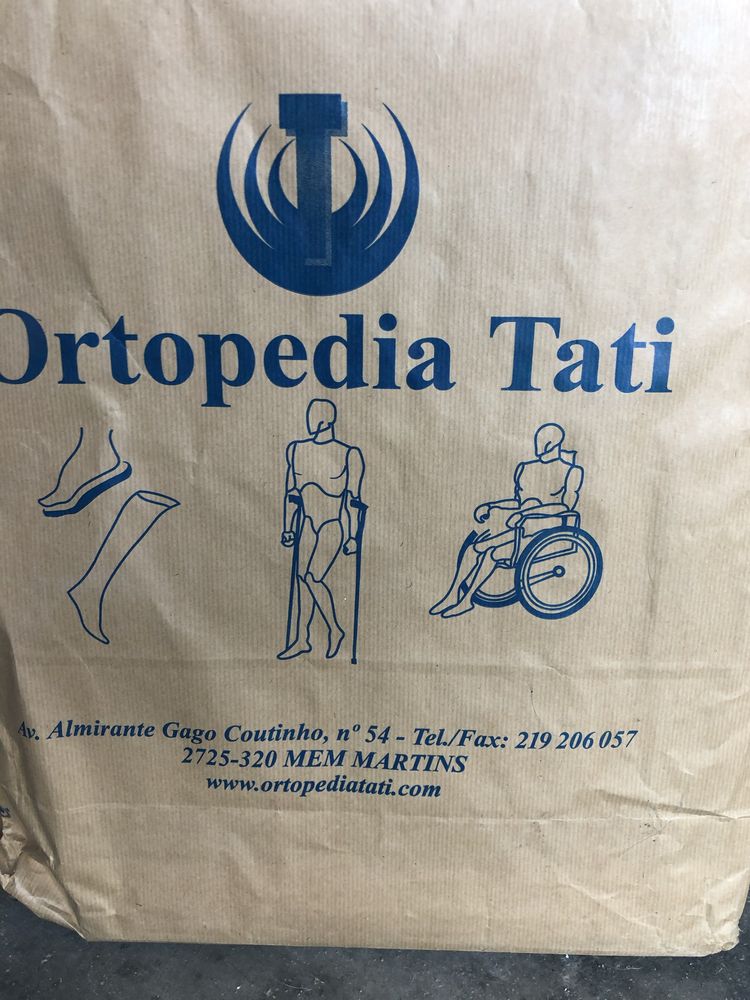 Ortopedia Tati
Av. Almirante Gago Coutinho, nº 54 - Tel./Fax: 219 206 057
2725-320 MEM MARTINS
www.ortopediatati.com